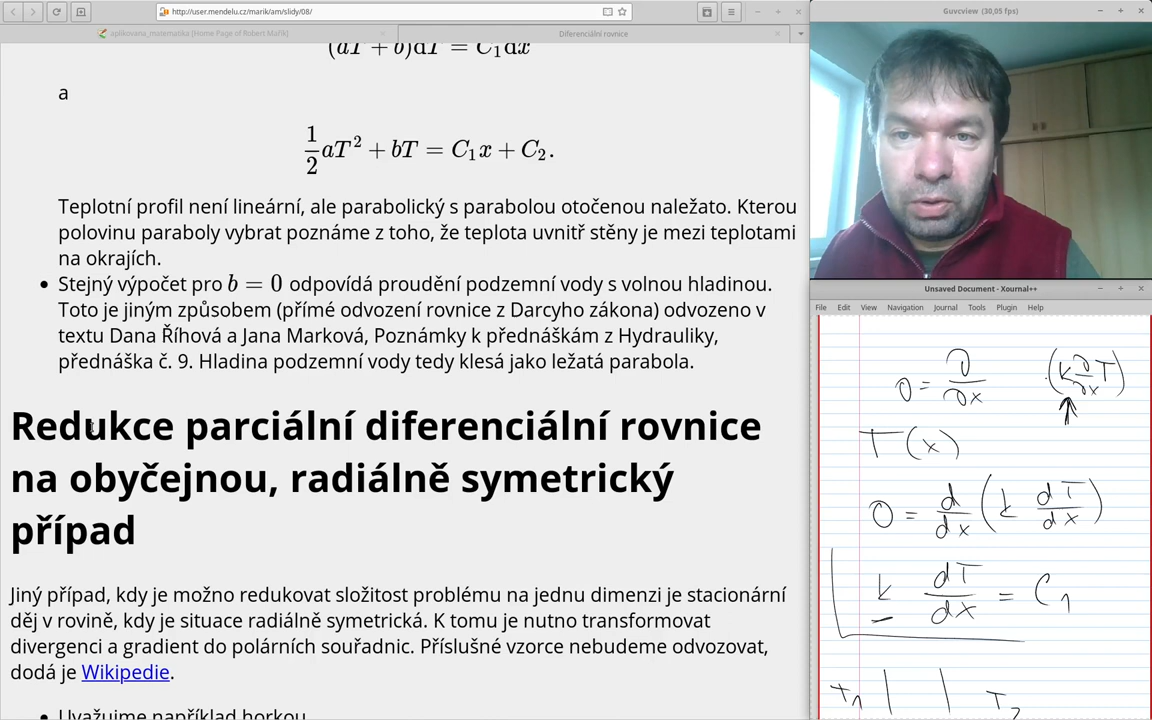 http://user.mendelu.cz/marik/am/slidy/08/
aplikovana_matematika [Home Page of Robert Mařík]
Diferenciální rovnice
(aT + b)dT = C₁dx
a
1/2 aT² + bT = C₁x + C₂.
Teplotní profil není lineární, ale parabolický s parabolou otočenou naležato. Kterou
polovinu paraboly vybrat poznáme z toho, že teplota uvnitř stěny je mezi teplotami
na okrajích.
• Stejný výpočet pro b = 0 odpovídá proudění podzemní vody s volnou hladinou.
Toto je jiným způsobem (přímé odvození rovnice z Darcyho zákona) odvozeno v
textu Dana Říhová a Jana Marková, Poznámky k přednáškám z Hydrauliky,
přednáška č. 9. Hladina podzemní vody tedy klesá jako ležatá parabola.
Redukce parciální diferenciální rovnice
na obyčejnou, radiálně symetrický
případ
Jiný případ, kdy je možno redukovat složitost problému na jednu dimenzi je stacionární
děj v rovině, kdy je situace radiálně symetrická. K tomu je nutno transformovat
divergenci a gradient do polárních souřadnic. Příslušné vzorce nebudeme odvozovat,
dodá je Wikipedie.
• Uvažujme například horkou
Guvcview (30,05 fps)
Unsaved Document - Xournal++
File Edit View Navigation Journal Tools Plugin Help
0 = ∂/∂x (k ∂/∂x T)
T(x)
0 = d/dx (k dT/dx)
k dT/dx = C₁
T₁ T₂